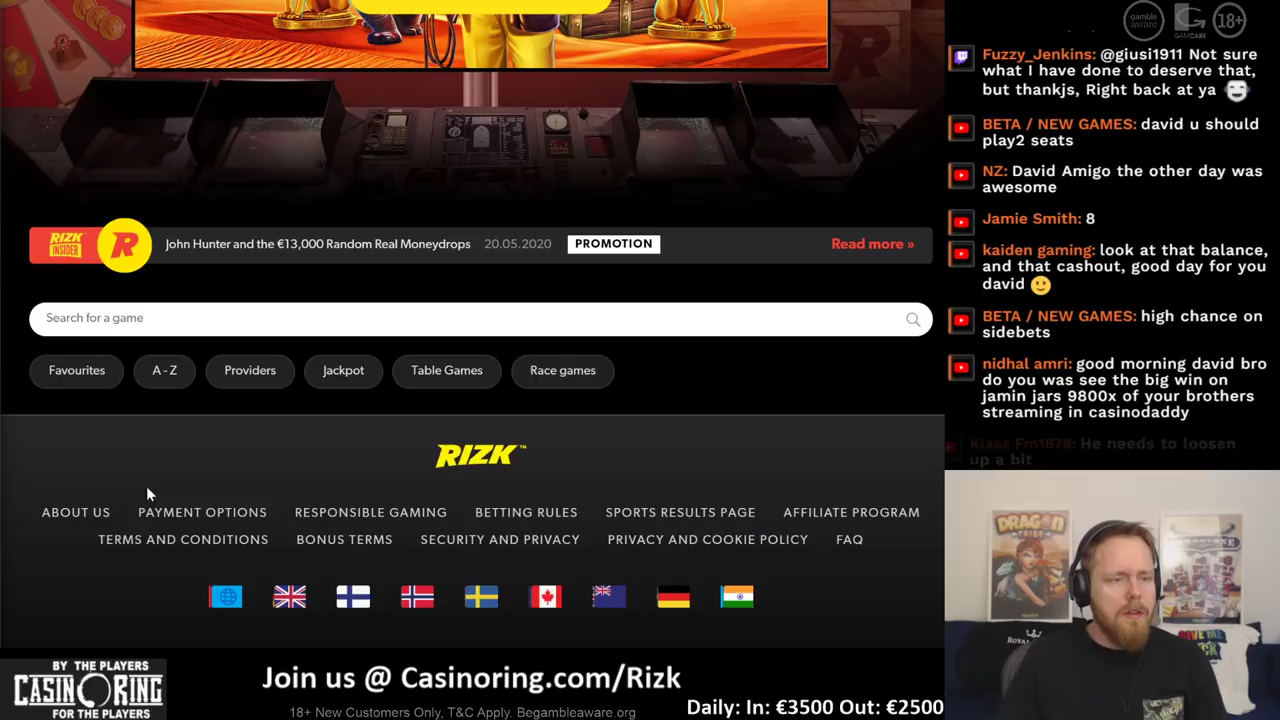 gamble aware
GAMCARE
18+
Fuzzy_Jenkins: @giusi1911 Not sure
what I have done to deserve that,
but thankjs, Right back at ya
BETA / NEW GAMES: david u should
play2 seats
NZ: David Amigo the other day was
awesome
Jamie Smith: 8
kaiden gaming: look at that balance,
and that cashout, good day for you
david
BETA / NEW GAMES: high chance on
sidebets
nidhal amri: good morning david bro
do you was see the big win on
jamin jars 9800x of your brothers
streaming in casinodaddy
Klass Fm1878: He needs to loosen
up a bit
RIZK INSIDER R John Hunter and the €13,000 Random Real Moneydrops 20.05.2020 PROMOTION Read more »
Search for a game
Favourites A - Z Providers Jackpot Table Games Race games
RIZK™
ABOUT US PAYMENT OPTIONS RESPONSIBLE GAMING BETTING RULES SPORTS RESULTS PAGE AFFILIATE PROGRAM
TERMS AND CONDITIONS BONUS TERMS SECURITY AND PRIVACY PRIVACY AND COOKIE POLICY FAQ
DRAGON
BY THE PLAYERS
CASINORING
FOR THE PLAYERS
Join us @ Casinoring.com/Rizk
18+ New Customers Only, T&C Apply. Begambleaware.org
Daily: In: €3500 Out: €2500